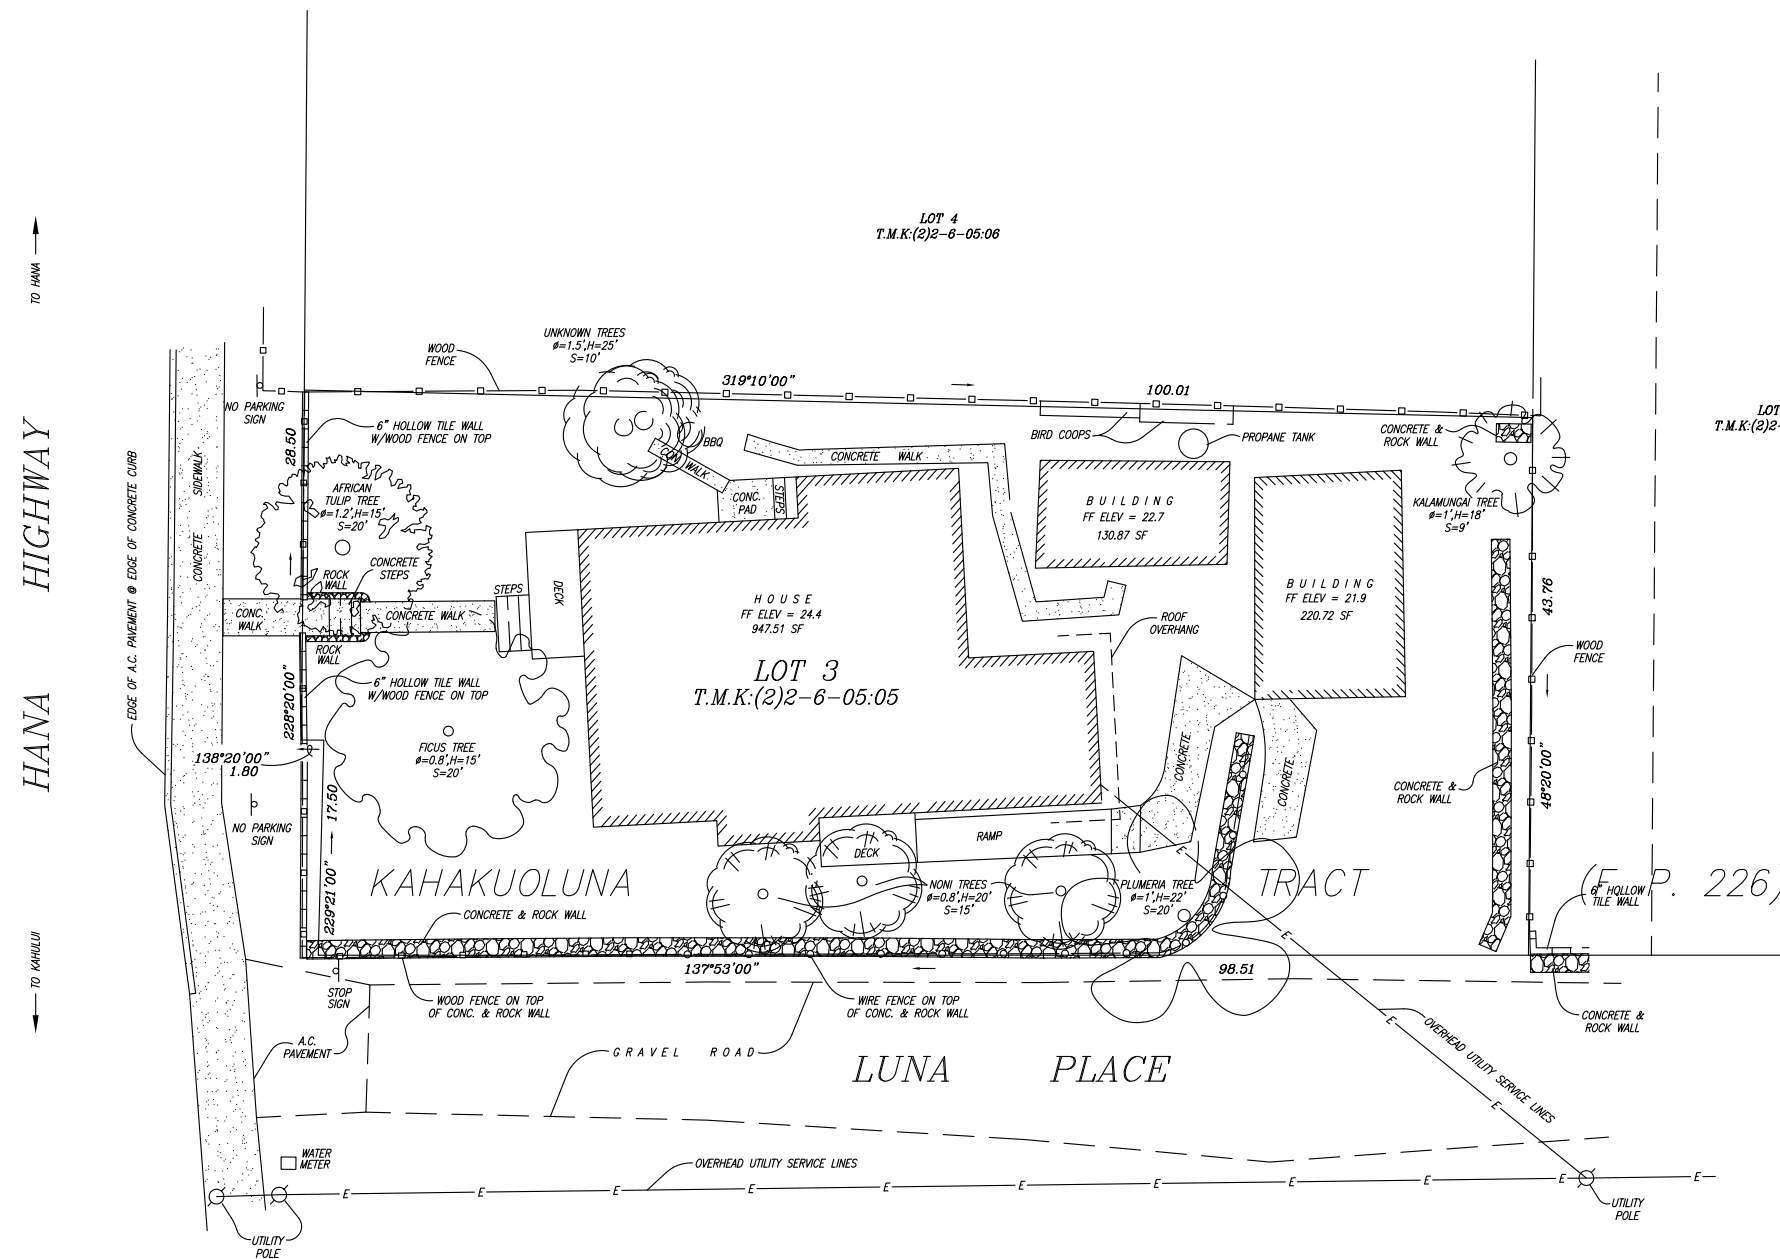 LOT 4
T.M.K:(2)2-6-05:06
TO HANA
HANA HIGHWAY
TO KAHULUI
EDGE OF A.C. PAVEMENT @ EDGE OF CONCRETE CURB
CONCRETE SIDEWALK
NO PARKING
SIGN
WOOD
FENCE
UNKNOWN TREES
ø=1.5',H=25'
S=10'
319°10'00"
100.01
LOT
T.M.K:(2)2-
28.50
6" HOLLOW TILE WALL
W/WOOD FENCE ON TOP
BBQ
CONC. WALK
CONCRETE WALK
BIRD COOPS
PROPANE TANK
CONCRETE &
ROCK WALL
AFRICAN
TULIP TREE
ø=1.2',H=15'
S=20'
CONC.
PAD
STEPS
BUILDING
FF ELEV = 22.7
130.87 SF
KALAMUNGAI TREE
ø=1',H=18'
S=9'
ROCK
WALL
CONCRETE
STEPS
STEPS
DECK
CONC.
WALK
CONCRETE WALK
ROCK
WALL
HOUSE
FF ELEV = 24.4
947.51 SF
BUILDING
FF ELEV = 21.9
220.72 SF
43.76
ROOF
OVERHANG
WOOD
FENCE
LOT 3
T.M.K:(2)2-6-05:05
6" HOLLOW TILE WALL
W/WOOD FENCE ON TOP
228°20'00"
138°20'00"
1.80
FICUS TREE
ø=0.8',H=15'
S=20'
CONCRETE
CONCRETE
CONCRETE &
ROCK WALL
48°20'00"
NO PARKING
SIGN
17.50
229°21'00"
RAMP
DECK
KAHAKUOLUNA TRACT (F. P. 226)
NONI TREES
ø=0.8',H=20'
S=15'
PLUMERIA TREE
ø=1',H=22'
S=20'
6" HOLLOW
TILE WALL
CONCRETE & ROCK WALL
E
E
137°53'00"
98.51
STOP
SIGN
WOOD FENCE ON TOP
OF CONC. & ROCK WALL
WIRE FENCE ON TOP
OF CONC. & ROCK WALL
CONCRETE &
ROCK WALL
E
OVERHEAD UTILITY SERVICE LINES
A.C.
PAVEMENT
GRAVEL ROAD
LUNA PLACE
E
WATER
METER
OVERHEAD UTILITY SERVICE LINES
E E E E E E E E E E E
UTILITY
POLE
UTILITY
POLE